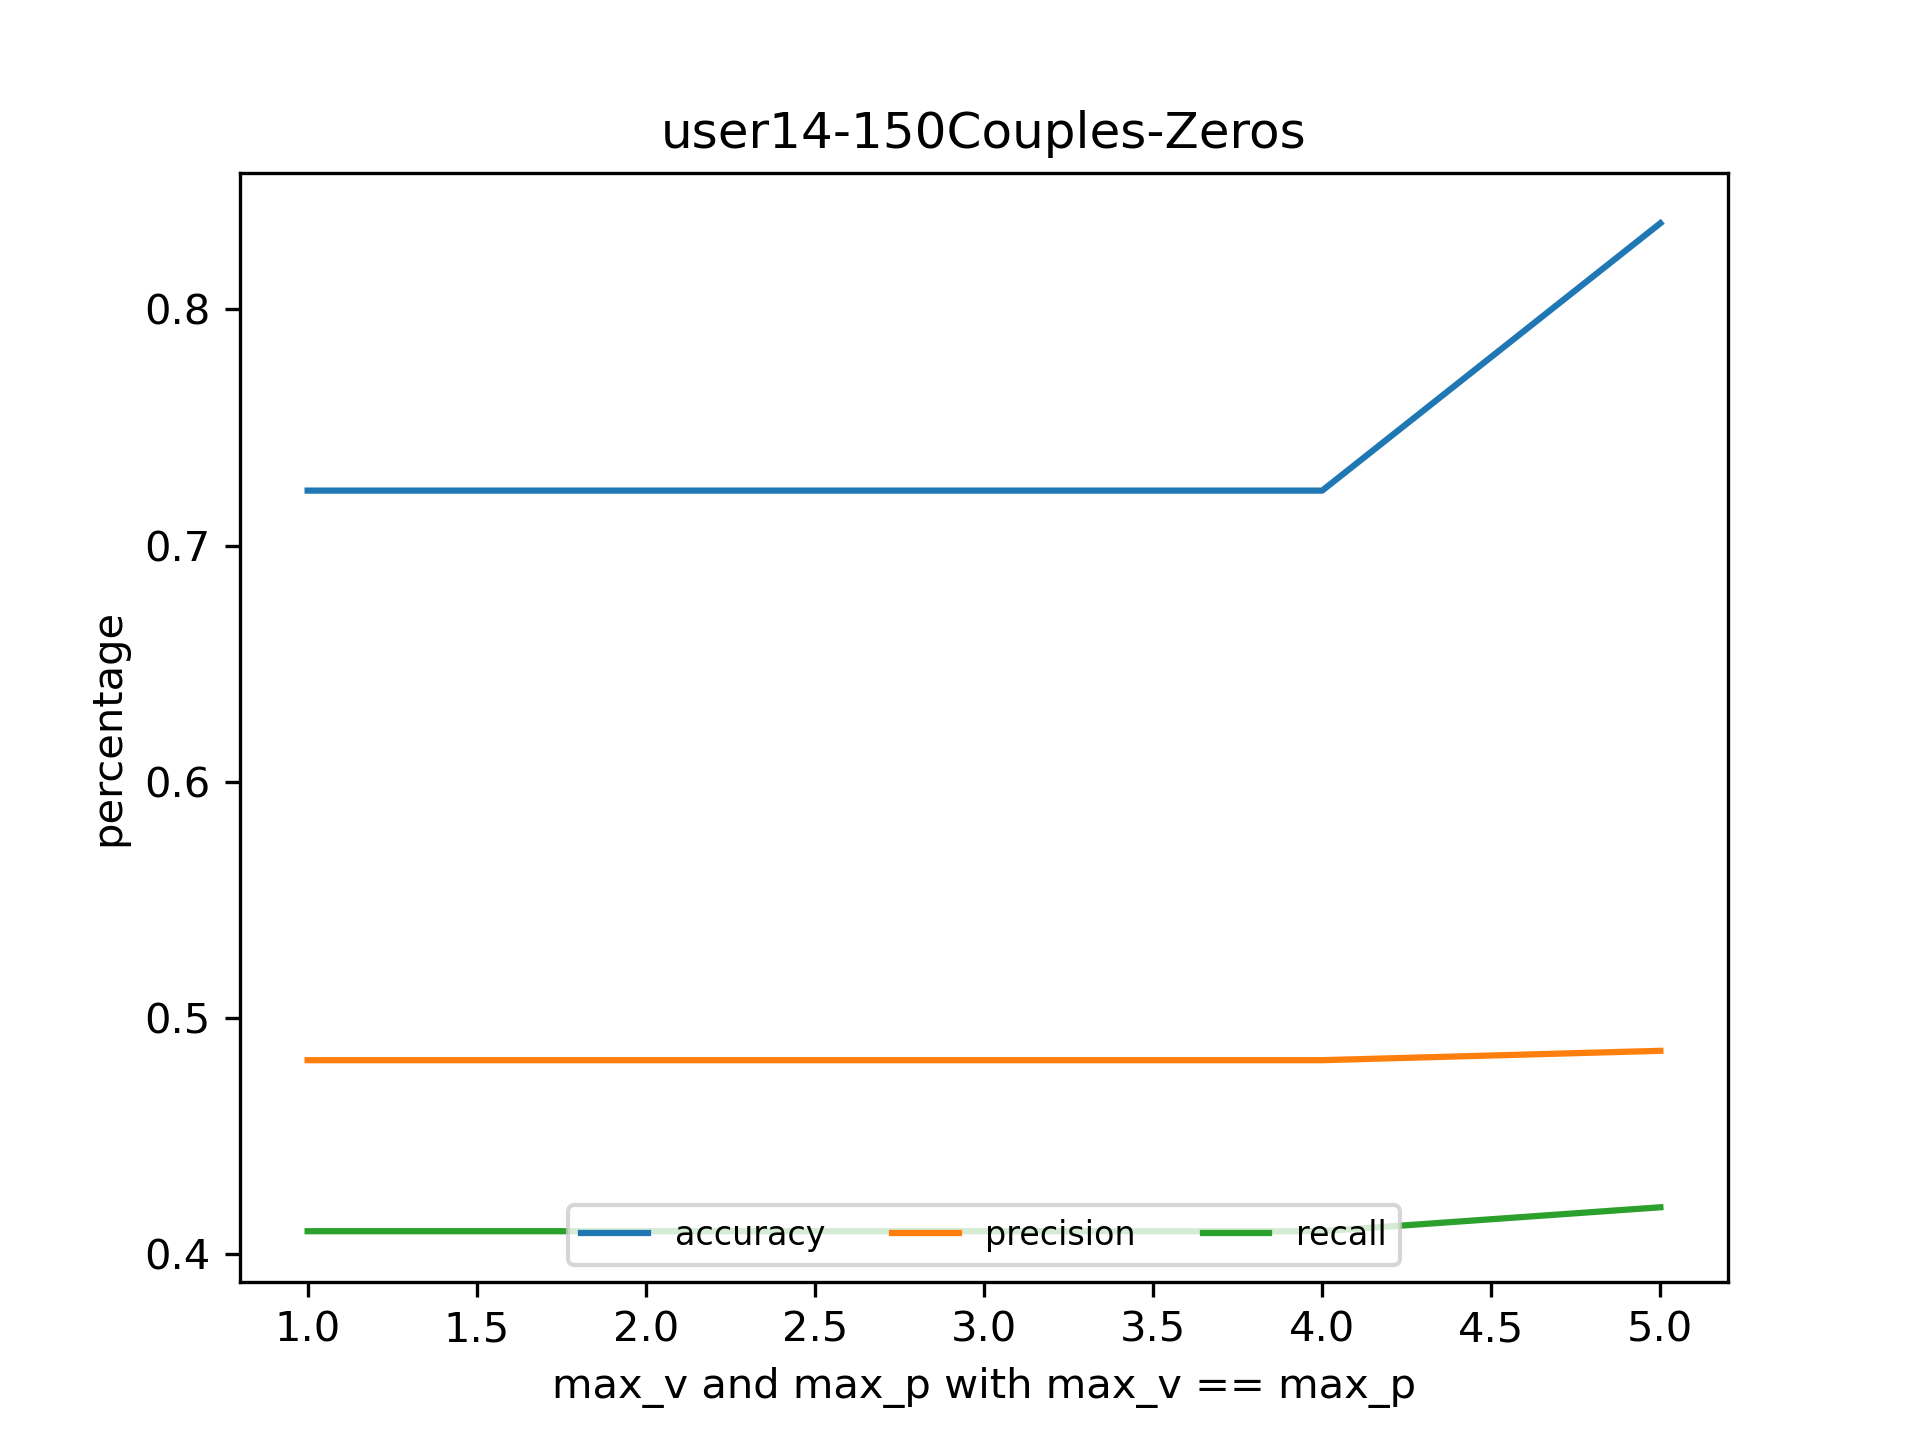 user14-150Couples-Zeros
percentage
0.8
0.7
0.6
0.5
0.4
accuracy precision recall
1.0 1.5 2.0 2.5 3.0 3.5 4.0 4.5 5.0
max_v and max_p with max_v == max_p